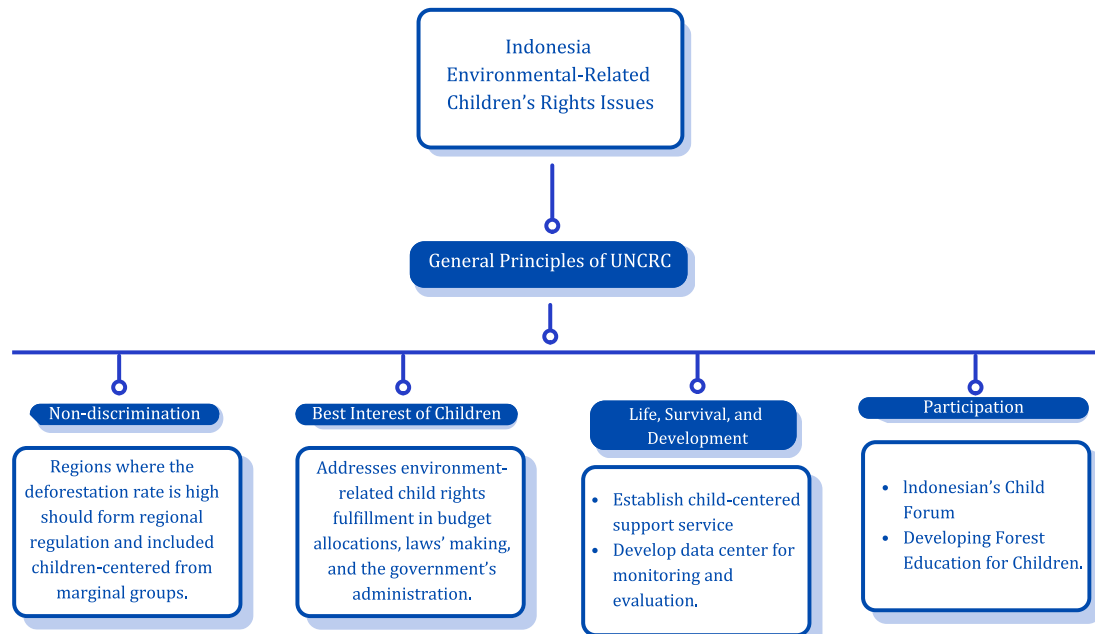 Indonesia
Environmental-Related
Children's Rights Issues
General Principles of UNCRC
Non-discrimination
Regions where the
deforestation rate is high
should form regional
regulation and included
children-centered from
marginal groups.
Best Interest of Children
Addresses environment-
related child rights
fulfillment in budget
allocations, laws' making,
and the government's
administration.
Life, Survival, and
Development
• Establish child-centered
support service
• Develop data center for
monitoring and
evaluation.
Participation
• Indonesian's Child
Forum
• Developing Forest
Education for Children.